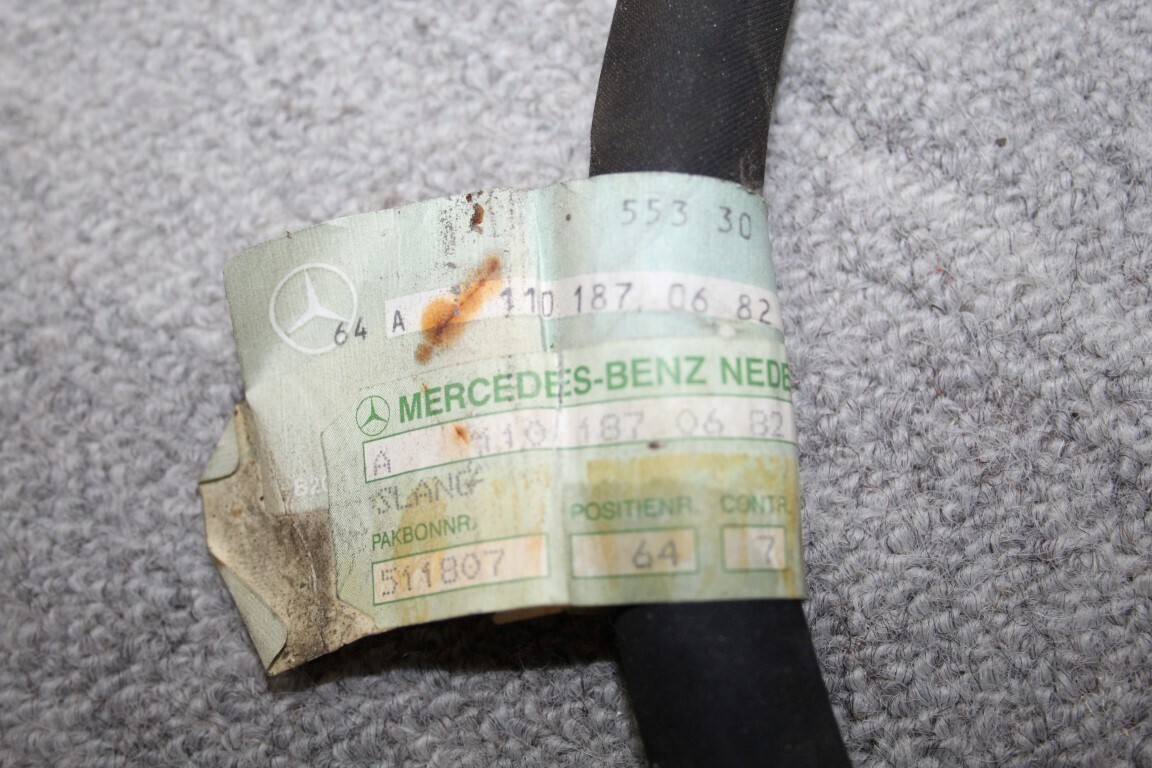 553 30
64 A 110 187 06 82
MERCEDES-BENZ NEDE
A 110 187 06 82
SLANG
PAKBONNR. POSITIENR. CONTR.
511807 64 7